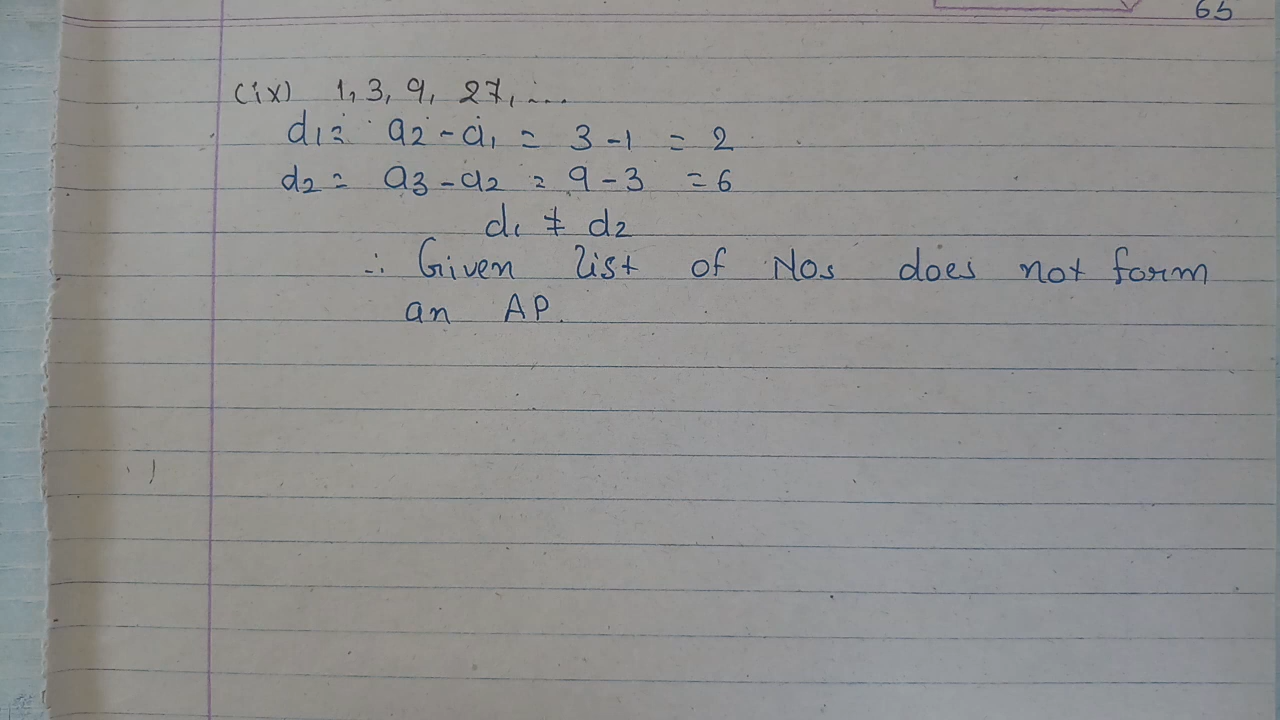 65
(ix) 1, 3, 9, 27, ...
d1 = a2 - a1 = 3 - 1 = 2
d2 = a3 - a2 = 9 - 3 = 6
d1 ≠ d2
∴ Given list of Nos does not form
an AP.